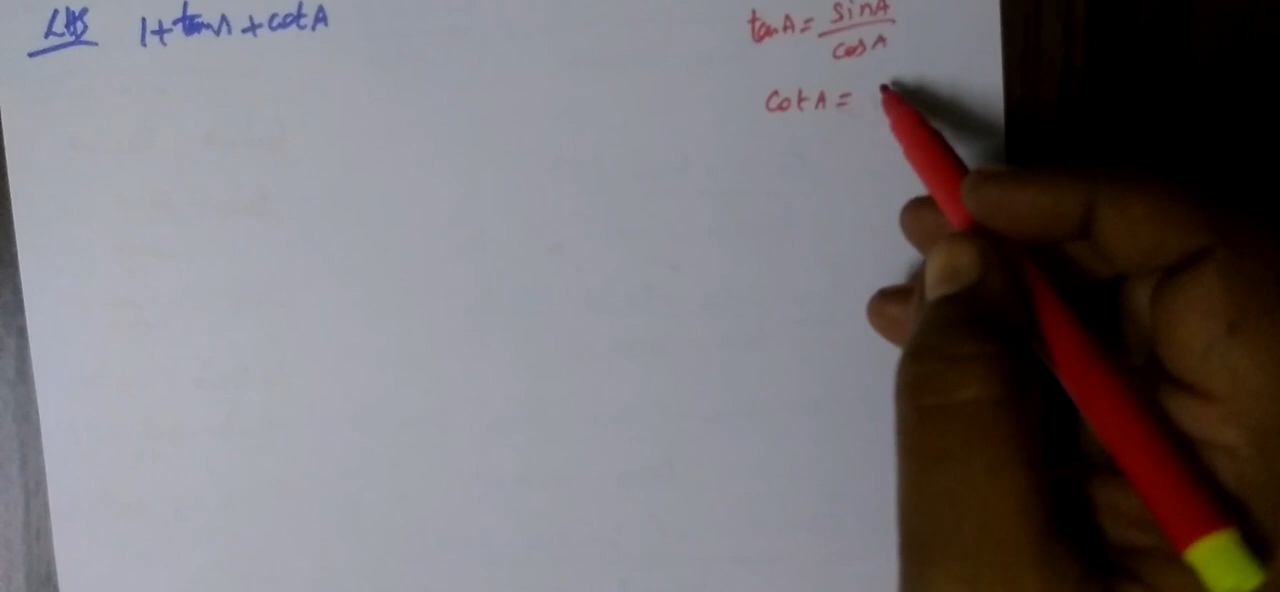 LHS 1+tanA+cotA
tanA = sinA/cosA
cotA =